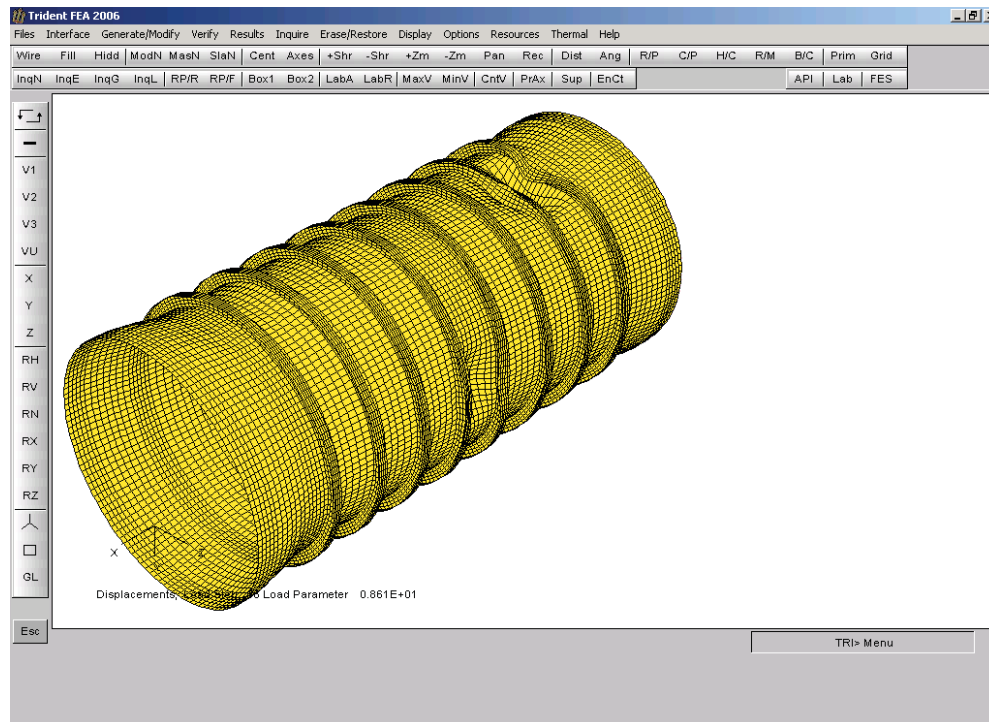 Trident FEA 2006
Files Interface Generate/Modify Verify Results Inquire Erase/Restore Display Options Resources Thermal Help
Wire Fill Hidd ModN MasN SlaN Cent Axes +Shr -Shr +Zm -Zm Pan Rec Dist Ang R/P C/P H/C R/M B/C Prim Grid
InqN InqE InqG InqL RP/R RP/F Box1 Box2 LabA LabR MaxV MinV CntV PrAx Sup EnCt API Lab FES
V1
V2
V3
VU
X
Y
Z
RH
RV
RN
RX
RY
RZ
GL
X
Displacements, Load Parameter 0.861E+01
Esc
TRI> Menu